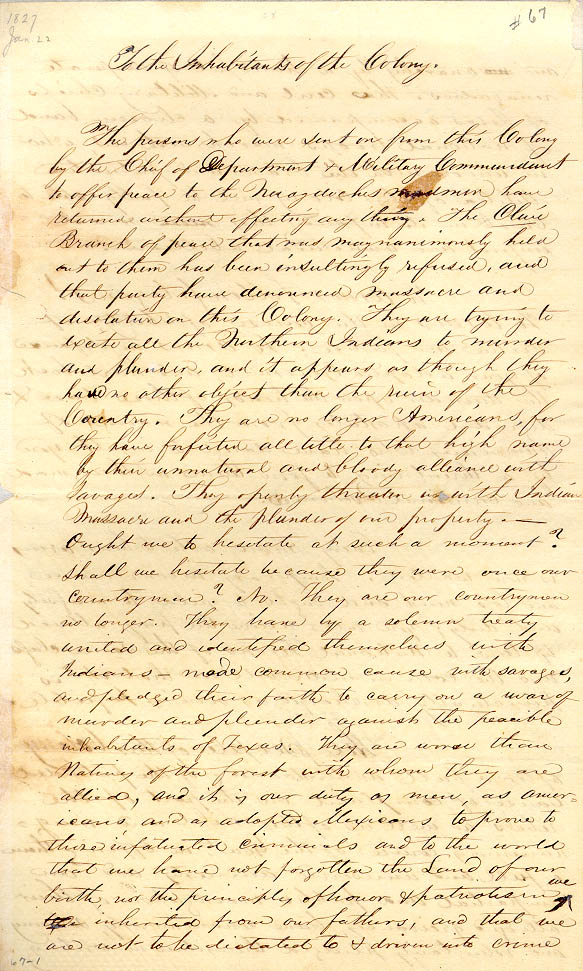 1827
Jan. 22
# 67
To the Inhabitants of the Colony.
The persons who were sent on from this Colony
by the Chief of Department & Military Commandant
to offer peace to the Nacgdoches madmen have
returned without effecting any thing. The Olive
Branch of peace that was magnanimously held
out to them has been insultingly refused, and
that party have denounced massacre and
disolation on this Colony. They are trying to
excite all the Northern Indians to murder
and plunder, and it appears as though they
have no other object than the ruin of the
Country. They are no longer Americans, for
they have forfeited all title to that high name
by their unnatural and bloody alliance with
Savages. They openly threaten us with Indian
Massacre and the plunder of our property.—
Ought we to hesitate at such a moment?
Shall we hesitate because they were once our
countrymen? No. They are our countrymen
no longer. They have by a solemn treaty
united and identified themselves with
Indians — made common cause with savages,
and pledged their faith to carry on a war of
murder and plunder against the peacible
inhabitants of Texas. They are worse than
Natives of the forest with whom they are
allied, and it is our duty as men, as amer-
icans, and as adopted Mexicans to prove to
those infatuated criminals and to the world
that we have not forgotten the Land of our
birth, nor the principles of honor & patriotism we
inherited from our fathers, and that we
are not to be dictated to & driven into crime
67-1